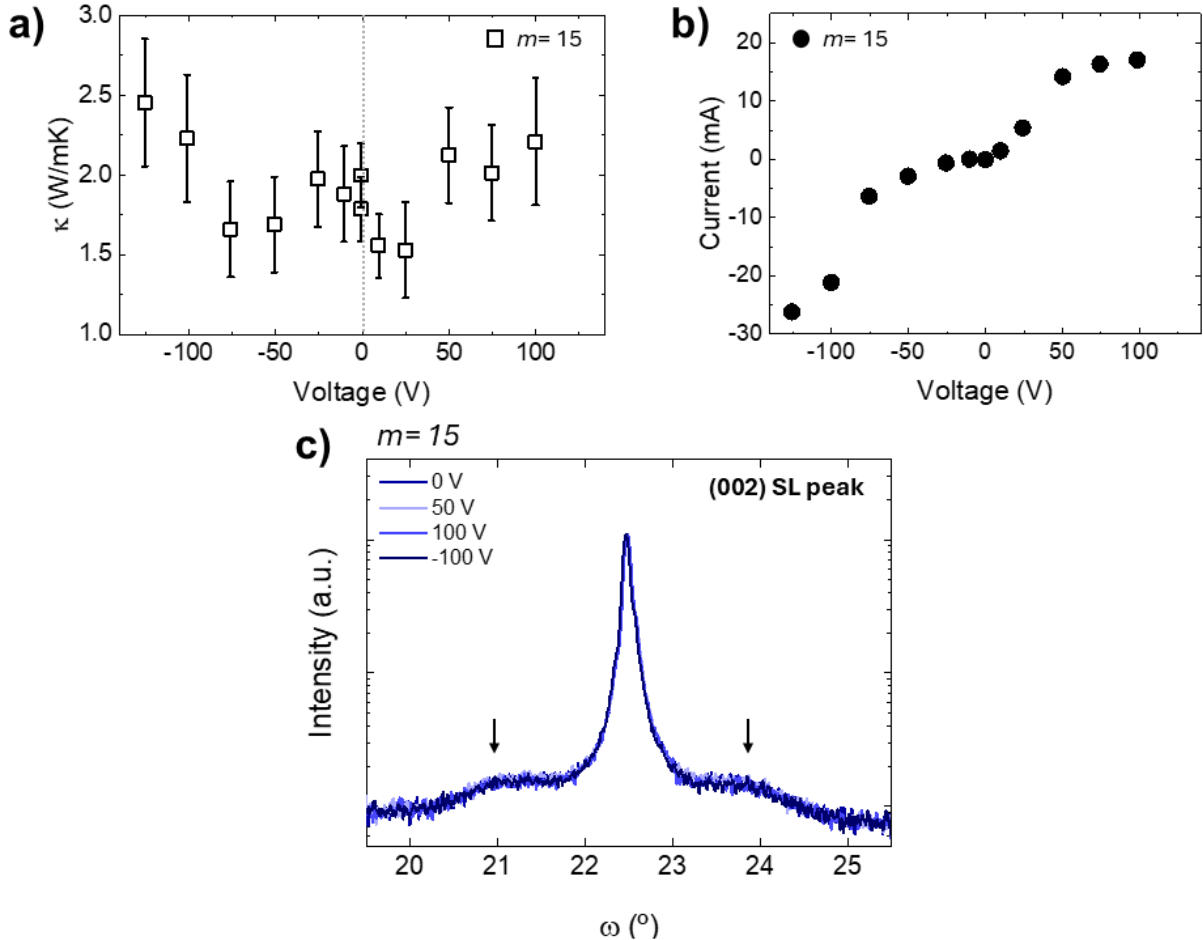 a)
3.0
2.5
2.0
1.5
1.0
κ (W/mK)
m= 15
-100
-50
0
50
100
Voltage (V)
b)
20
10
0
-10
-20
-30
Current (mA)
m= 15
-100
-50
0
50
100
Voltage (V)
c)
m= 15
0 V
50 V
100 V
-100 V
(002) SL peak
Intensity (a.u.)
20
21
22
23
24
25
ω (º)